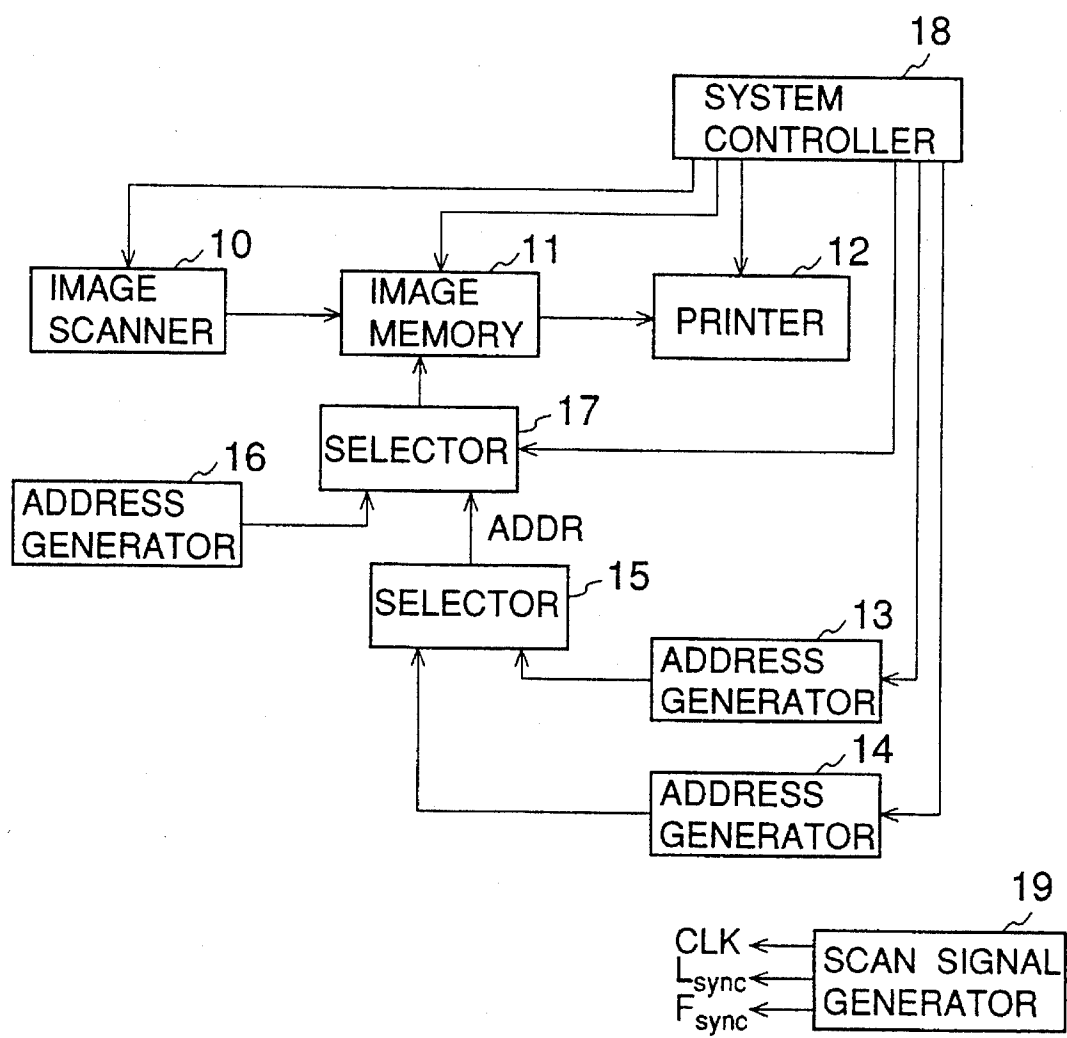 18
SYSTEM
CONTROLLER
10
11
12
IMAGE
SCANNER
IMAGE
MEMORY
PRINTER
17
SELECTOR
16
ADDRESS
GENERATOR
ADDR
15
SELECTOR
13
ADDRESS
GENERATOR
14
ADDRESS
GENERATOR
19
CLK
Lsync
Fsync
SCAN SIGNAL
GENERATOR